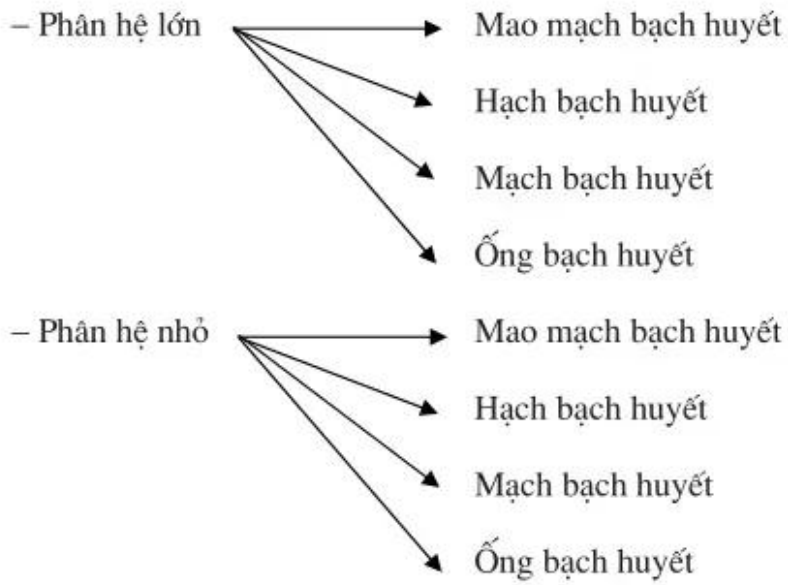 – Phân hệ lớn Mao mạch bạch huyết
Hạch bạch huyết
Mạch bạch huyết
Ống bạch huyết
– Phân hệ nhỏ Mao mạch bạch huyết
Hạch bạch huyết
Mạch bạch huyết
Ống bạch huyết